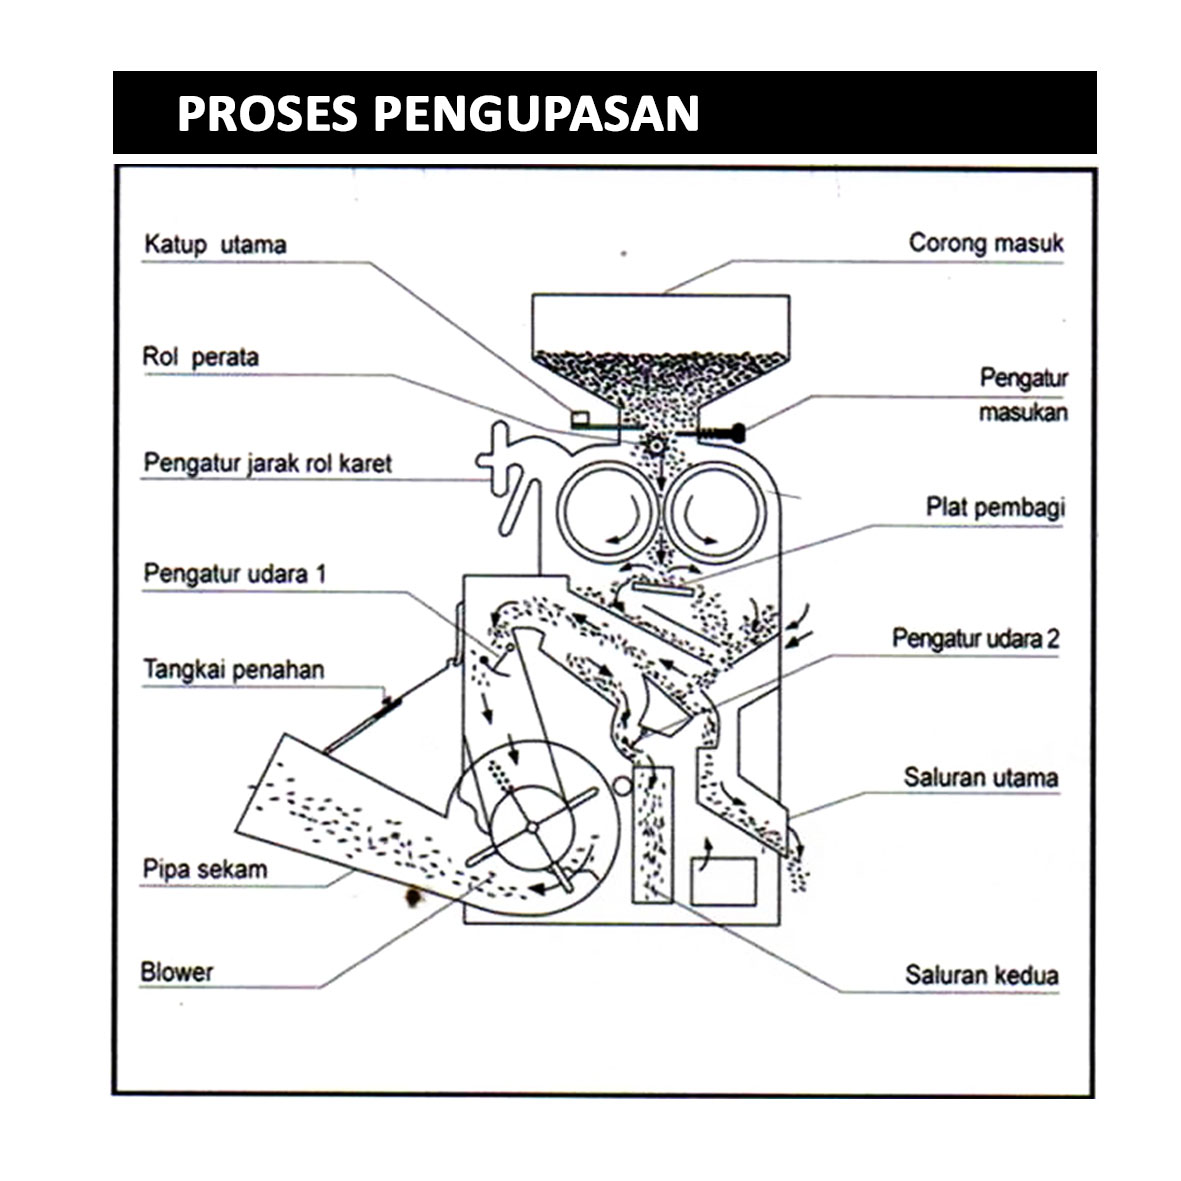 PROSES PENGUPASAN
Katup utama
Corong masuk
Rol perata
Pengatur
masukan
Pengatur jarak rol karet
Plat pembagi
Pengatur udara 1
Pengatur udara 2
Tangkai penahan
Saluran utama
Pipa sekam
Blower
Saluran kedua